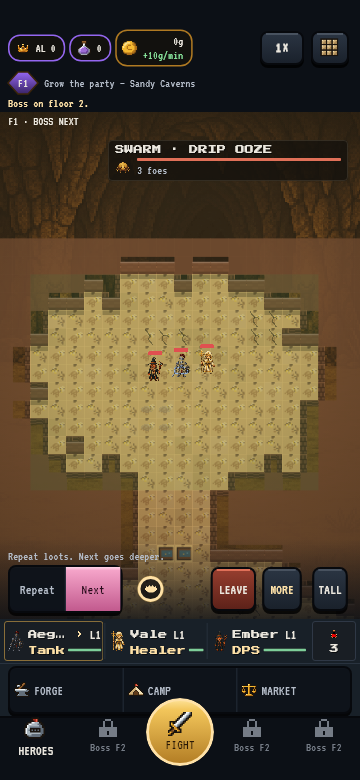 AL 0
0
0g
+10g/min
1X
F1
Grow the party – Sandy Caverns
Boss on floor 2.
F1 · BOSS NEXT
SWARM · DRIP OOZE
3 foes
Repeat loots. Next goes deeper.
Repeat
Next
LEAVE
MORE
TALL
Aeg… › L1
Tank
Vale L1
Healer
Ember L1
DPS
3
FORGE
CAMP
MARKET
HEROES
Boss F2
FIGHT
Boss F2
Boss F2